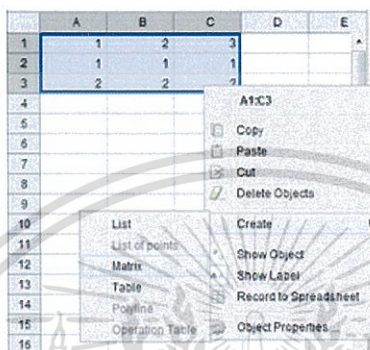 A B C D E
1 1 2 3
2 1 1 1
3 2 2 2
4 A1:C3
5
6 Copy
Paste
7
Cut
8
Delete Objects
9
10 List Create
11 List of points
Show Object
12 Matrix
Show Label
13 Table
Record to Spreadsheet
14 Polyline
15 Operation Table Object Properties
16